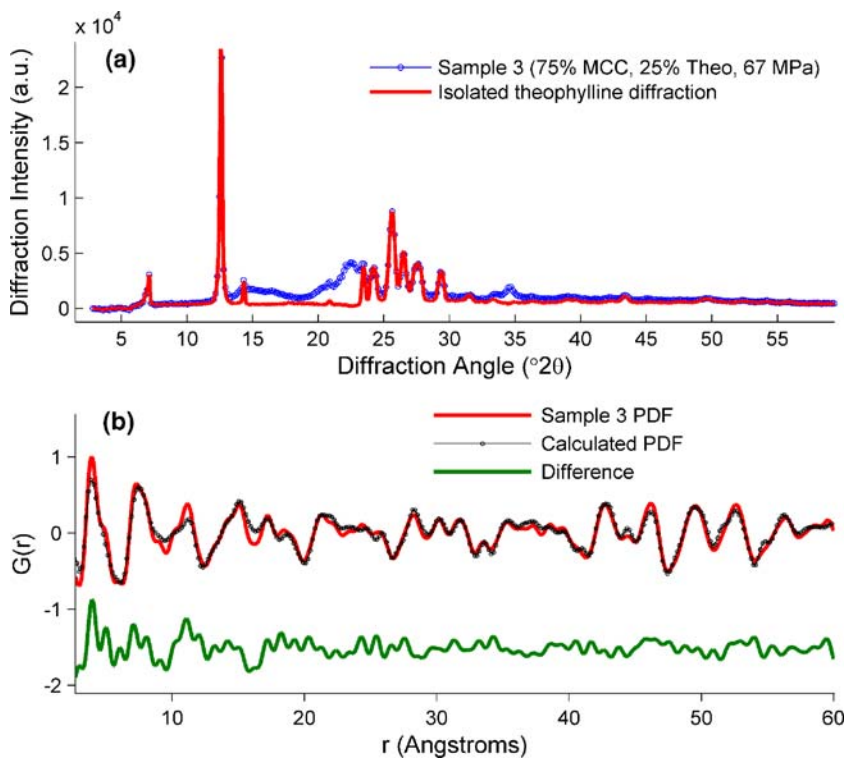 x 10⁴
(a)
Sample 3 (75% MCC, 25% Theo, 67 MPa)
Isolated theophylline diffraction
Diffraction Intensity (a.u.)
2
1.5
1
0.5
0
5 10 15 20 25 30 35 40 45 50 55
Diffraction Angle (°2θ)
(b)
Sample 3 PDF
Calculated PDF
Difference
G(r)
1
0
-1
-2
10 20 30 40 50 60
r (Angstroms)